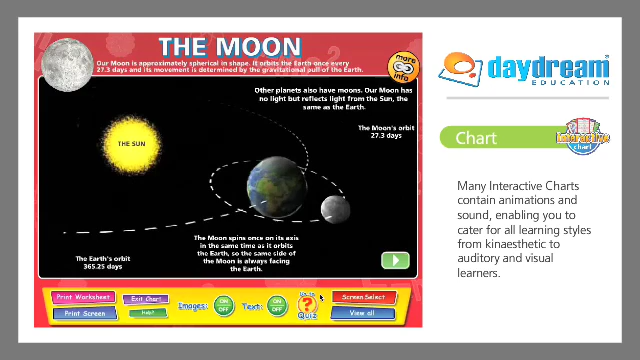 THE MOON
Our Moon is approximately spherical in shape. It orbits the Earth once every
27.3 days and its movement is determined by the gravitational pull of the Earth.
more
info
Other planets also have moons. Our Moon has
no light but reflects light from the Sun, the
same as the Earth.
The Moon's orbit
27.3 days
THE SUN
The Moon spins once on its axis
in the same time as it orbits
the Earth, so the same side
of the Moon is always facing
the Earth.
The Earth's orbit
365.25 days
Print Worksheet
Exit Chart
Print Screen
Help!
Images:
ON
OFF
Text:
ON
OFF
Quiz
Screen Select
View all
daydream
EDUCATION
Chart
Interactive
chart
Many Interactive Charts
contain animations and
sound, enabling you to
cater for all learning styles
from kinaesthetic to
auditory and visual
learners.